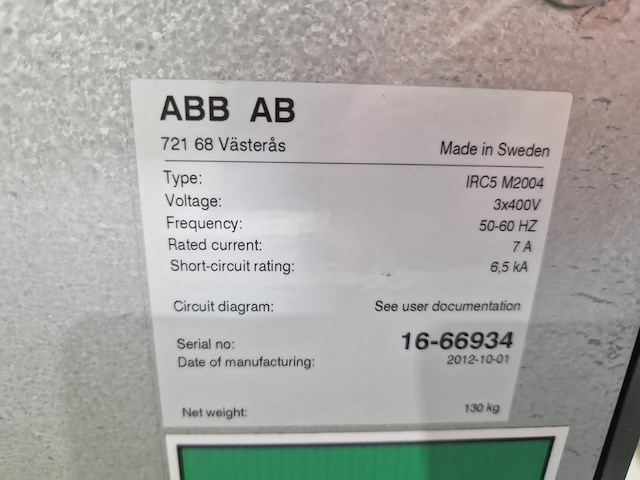 ABB AB
721 68 Västerås Made in Sweden
Type: IRC5 M2004
Voltage: 3x400V
Frequency: 50-60 HZ
Rated current: 7 A
Short-circuit rating: 6,5 kA
Circuit diagram: See user documentation
Serial no: 16-66934
Date of manufacturing: 2012-10-01
Net weight: 130 kg